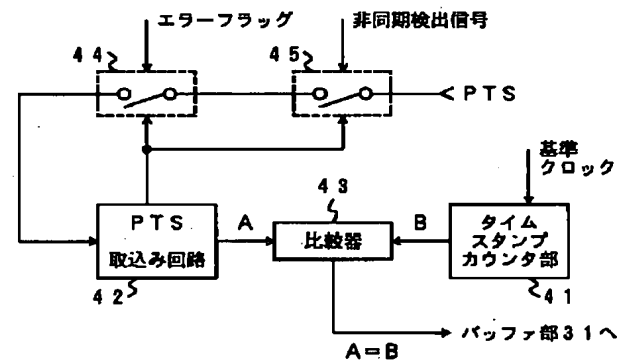 エラーフラッグ
非同期検出信号
44
45
PTS
基準
クロック
43
PTS
取込み回路
A
比較器
B
タイム
スタンプ
カウンタ部
42
41
A=B
バッファ部31へ